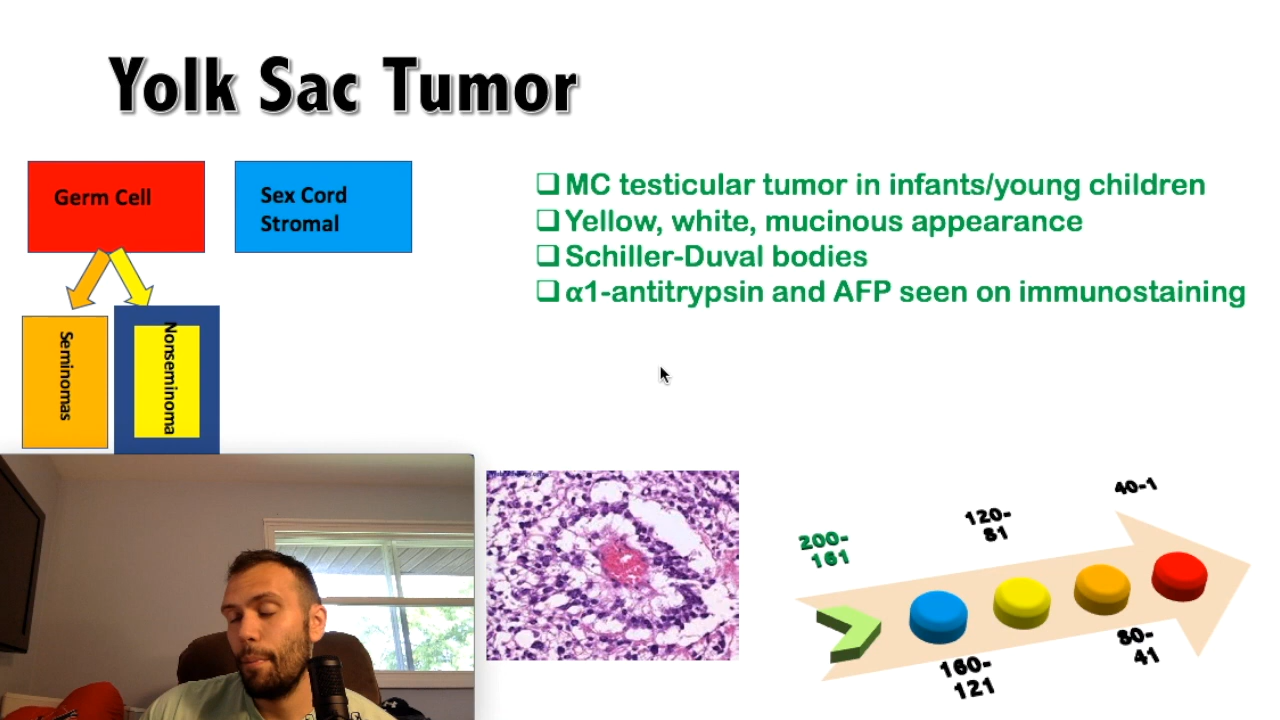 Yolk Sac Tumor
Germ Cell
Sex Cord
Stromal
❑ MC testicular tumor in infants/young children
❑ Yellow, white, mucinous appearance
❑ Schiller-Duval bodies
❑ α1-antitrypsin and AFP seen on immunostaining
Seminomas
Nonseminoma
200-
161
160-
121
120-
81
80-
41
40-1